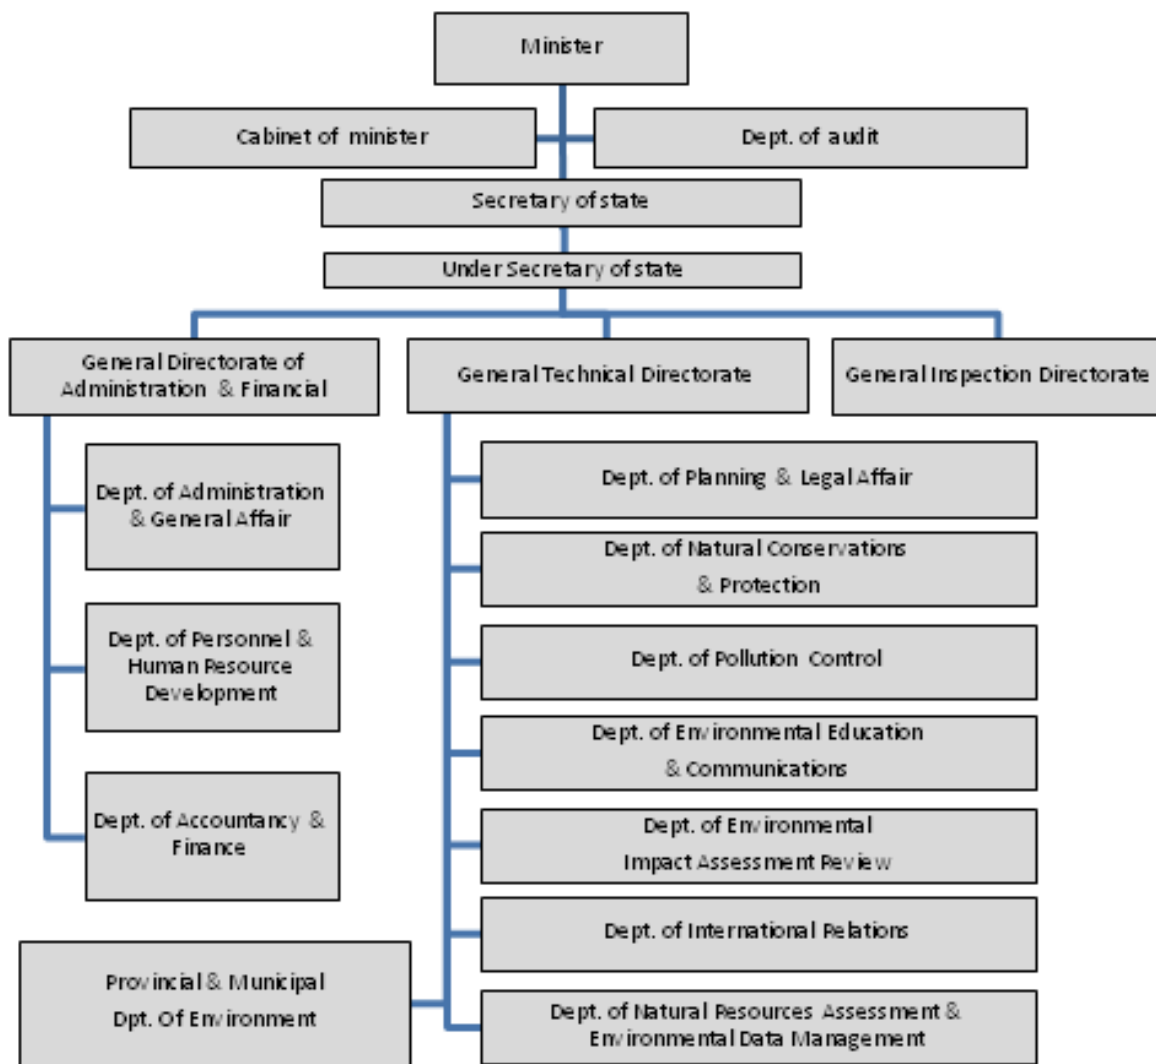 Minister
Cabinet of minister
Dept. of audit
Secretary of state
Under Secretary of state
General Directorate of
Administration & Financial
General Technical Directorate
General Inspection Directorate
Dept. of Administration
& General Affair
Dept. of Personnel &
Human Resource
Development
Dept. of Accountancy &
Finance
Dept. of Planning & Legal Affair
Dept. of Natural Conservations
& Protection
Dept. of Pollution Control
Dept. of Environmental Education
& Communications
Dept. of Environmental
Impact Assessment Review
Dept. of International Relations
Dept. of Natural Resources Assessment &
Environmental Data Management
Provincial & Municipal
Dpt. Of Environment